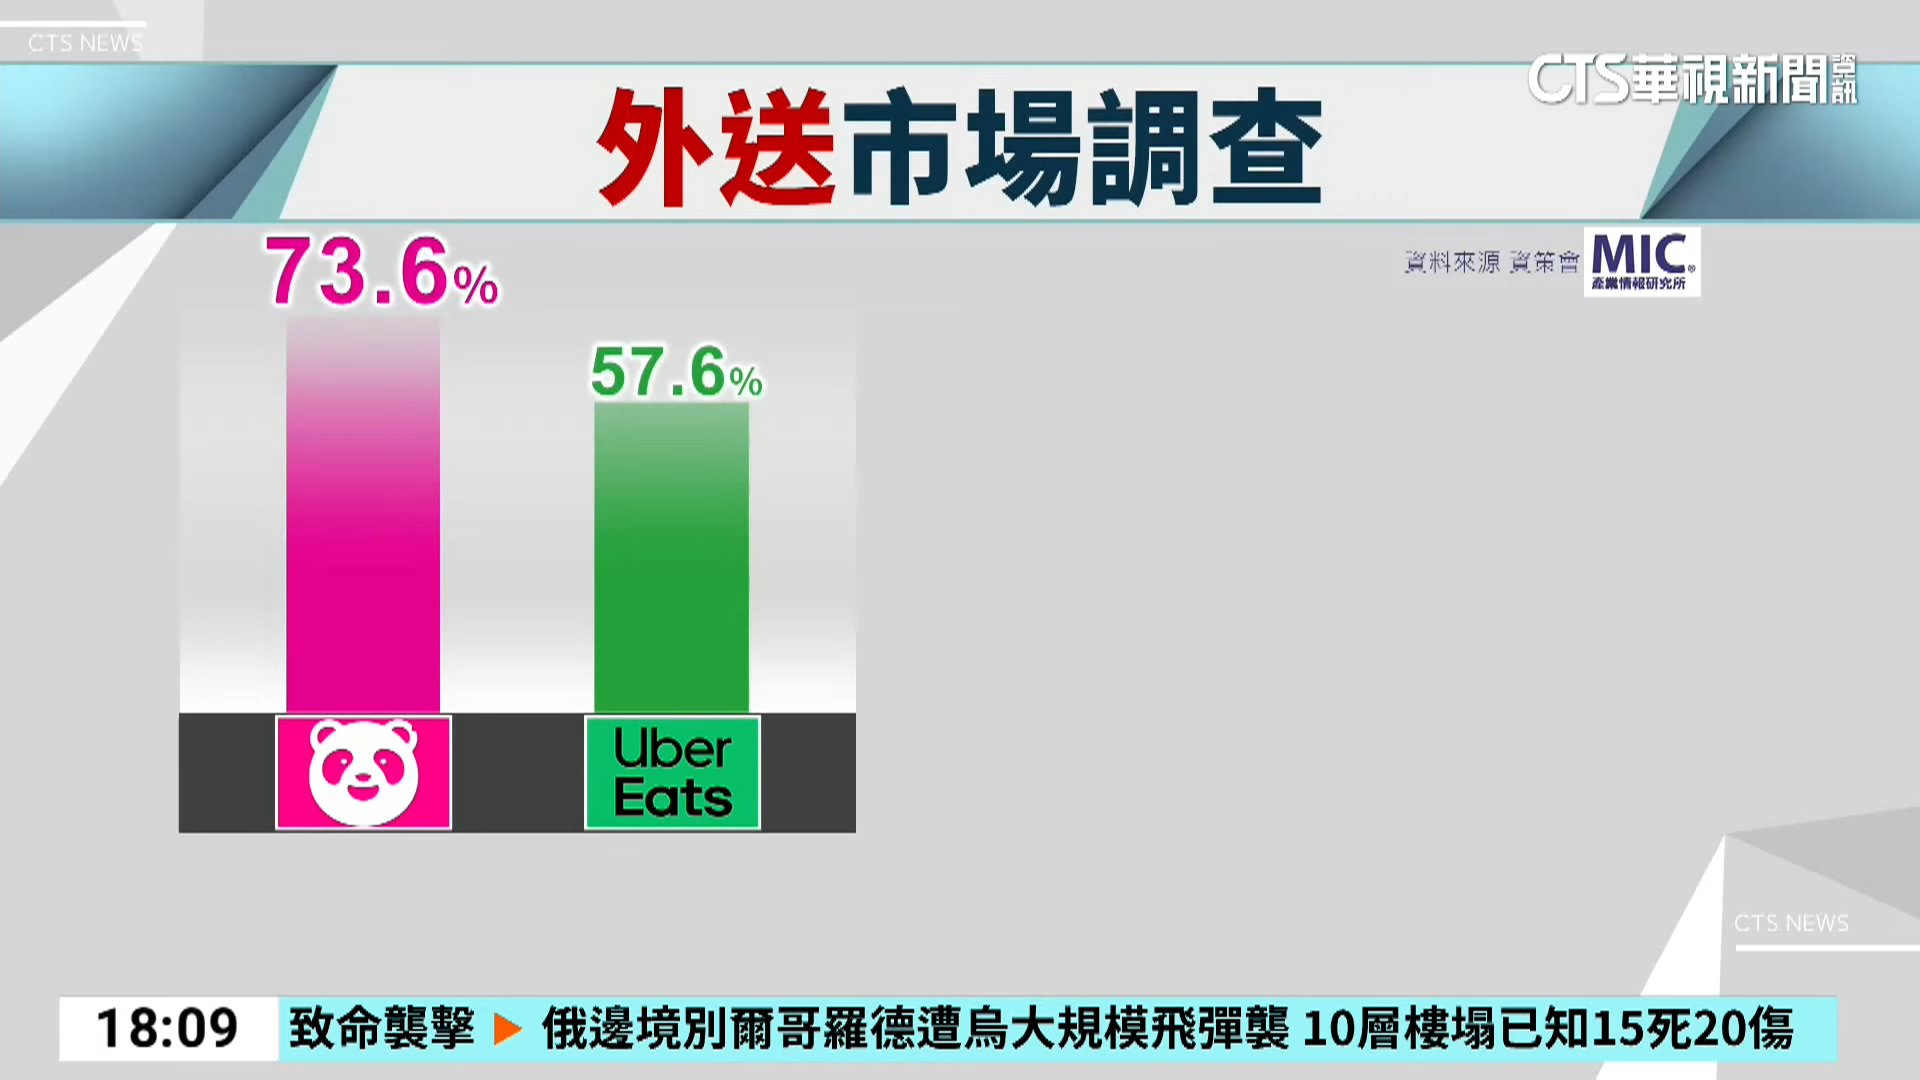 CTS NEWS
CTS華視新聞資訊
外送市場調查
資料來源 資策會
MIC®
產業情報研究所
73.6%
57.6%
Uber
Eats
CTS NEWS
18:09
致命襲擊 ▶ 俄邊境別爾哥羅德遭烏大規模飛彈襲 10層樓塌已知15死20傷